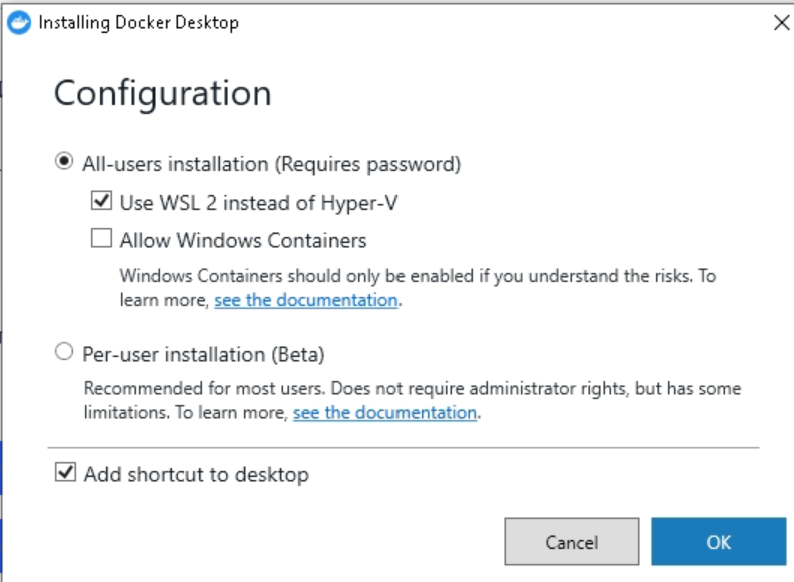 Installing Docker Desktop
Configuration
All-users installation (Requires password)
Use WSL 2 instead of Hyper-V
Allow Windows Containers
Windows Containers should only be enabled if you understand the risks. To
learn more, see the documentation.
Per-user installation (Beta)
Recommended for most users. Does not require administrator rights, but has some
limitations. To learn more, see the documentation.
Add shortcut to desktop
Cancel OK